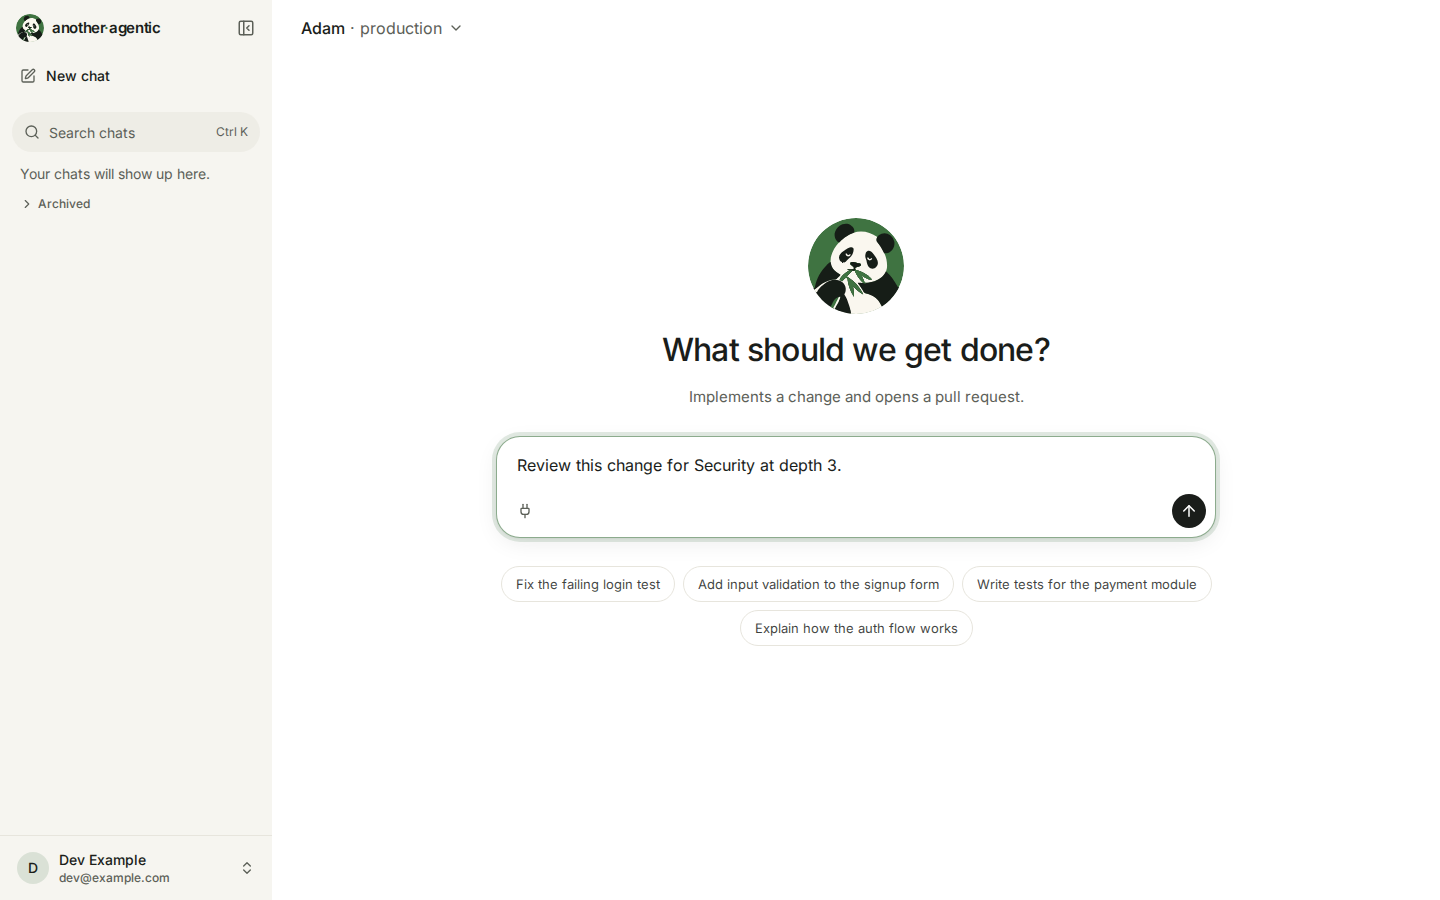 another·agentic
New chat
Search chats Ctrl K
Your chats will show up here.
Archived
Dev Example
D
dev@example.com
Adam · production
What should we get done?
Implements a change and opens a pull request.
Review this change for Security at depth 3.
Fix the failing login test
Add input validation to the signup form
Write tests for the payment module
Explain how the auth flow works